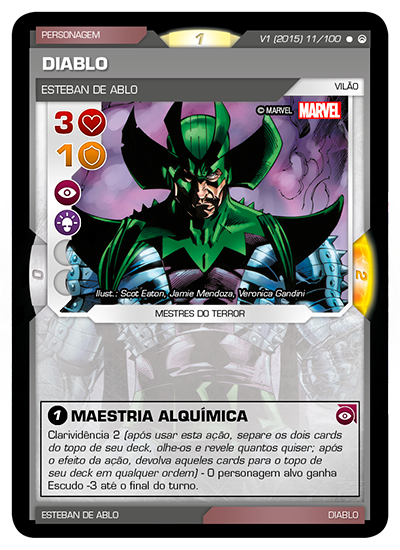 PERSONAGEM
1
V1 (2015) 11/100
DIABLO
ESTEBAN DE ABLO
VILÃO
© MARVEL MARVEL
3
1
0
2
Ilust.: Scot Eaton, Jamie Mendoza, Veronica Gandini
MESTRES DO TERROR
1 MAESTRIA ALQUÍMICA
Clarividência 2 (após usar esta ação, separe os dois cards
do topo de seu deck, olhe-os e revele quantos quiser; após
o efeito da ação, devolva aqueles cards para o topo de
seu deck em qualquer ordem) - O personagem alvo ganha
Escudo -3 até o final do turno.
ESTEBAN DE ABLO
DIABLO